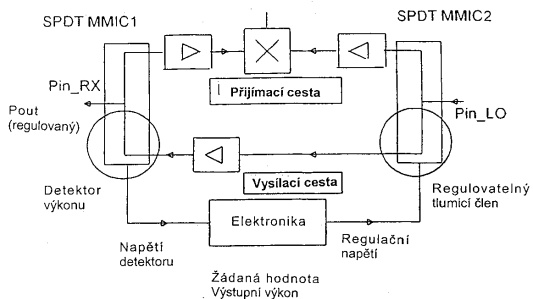 SPDT MMIC1
SPDT MMIC2
Pin_RX
Přijímací cesta
Pout
(regulovaný)
Pin_LO
Vysílací cesta
Detektor
výkonu
Regulovatelný
tlumicí člen
Elektronika
Napětí
detektoru
Regulační
napětí
Žádaná hodnota
Výstupní výkon